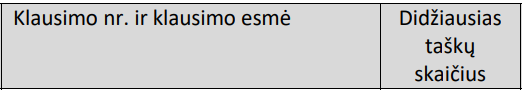 Klausimo nr. ir klausimo esmė
Didžiausias
taškų
skaičius